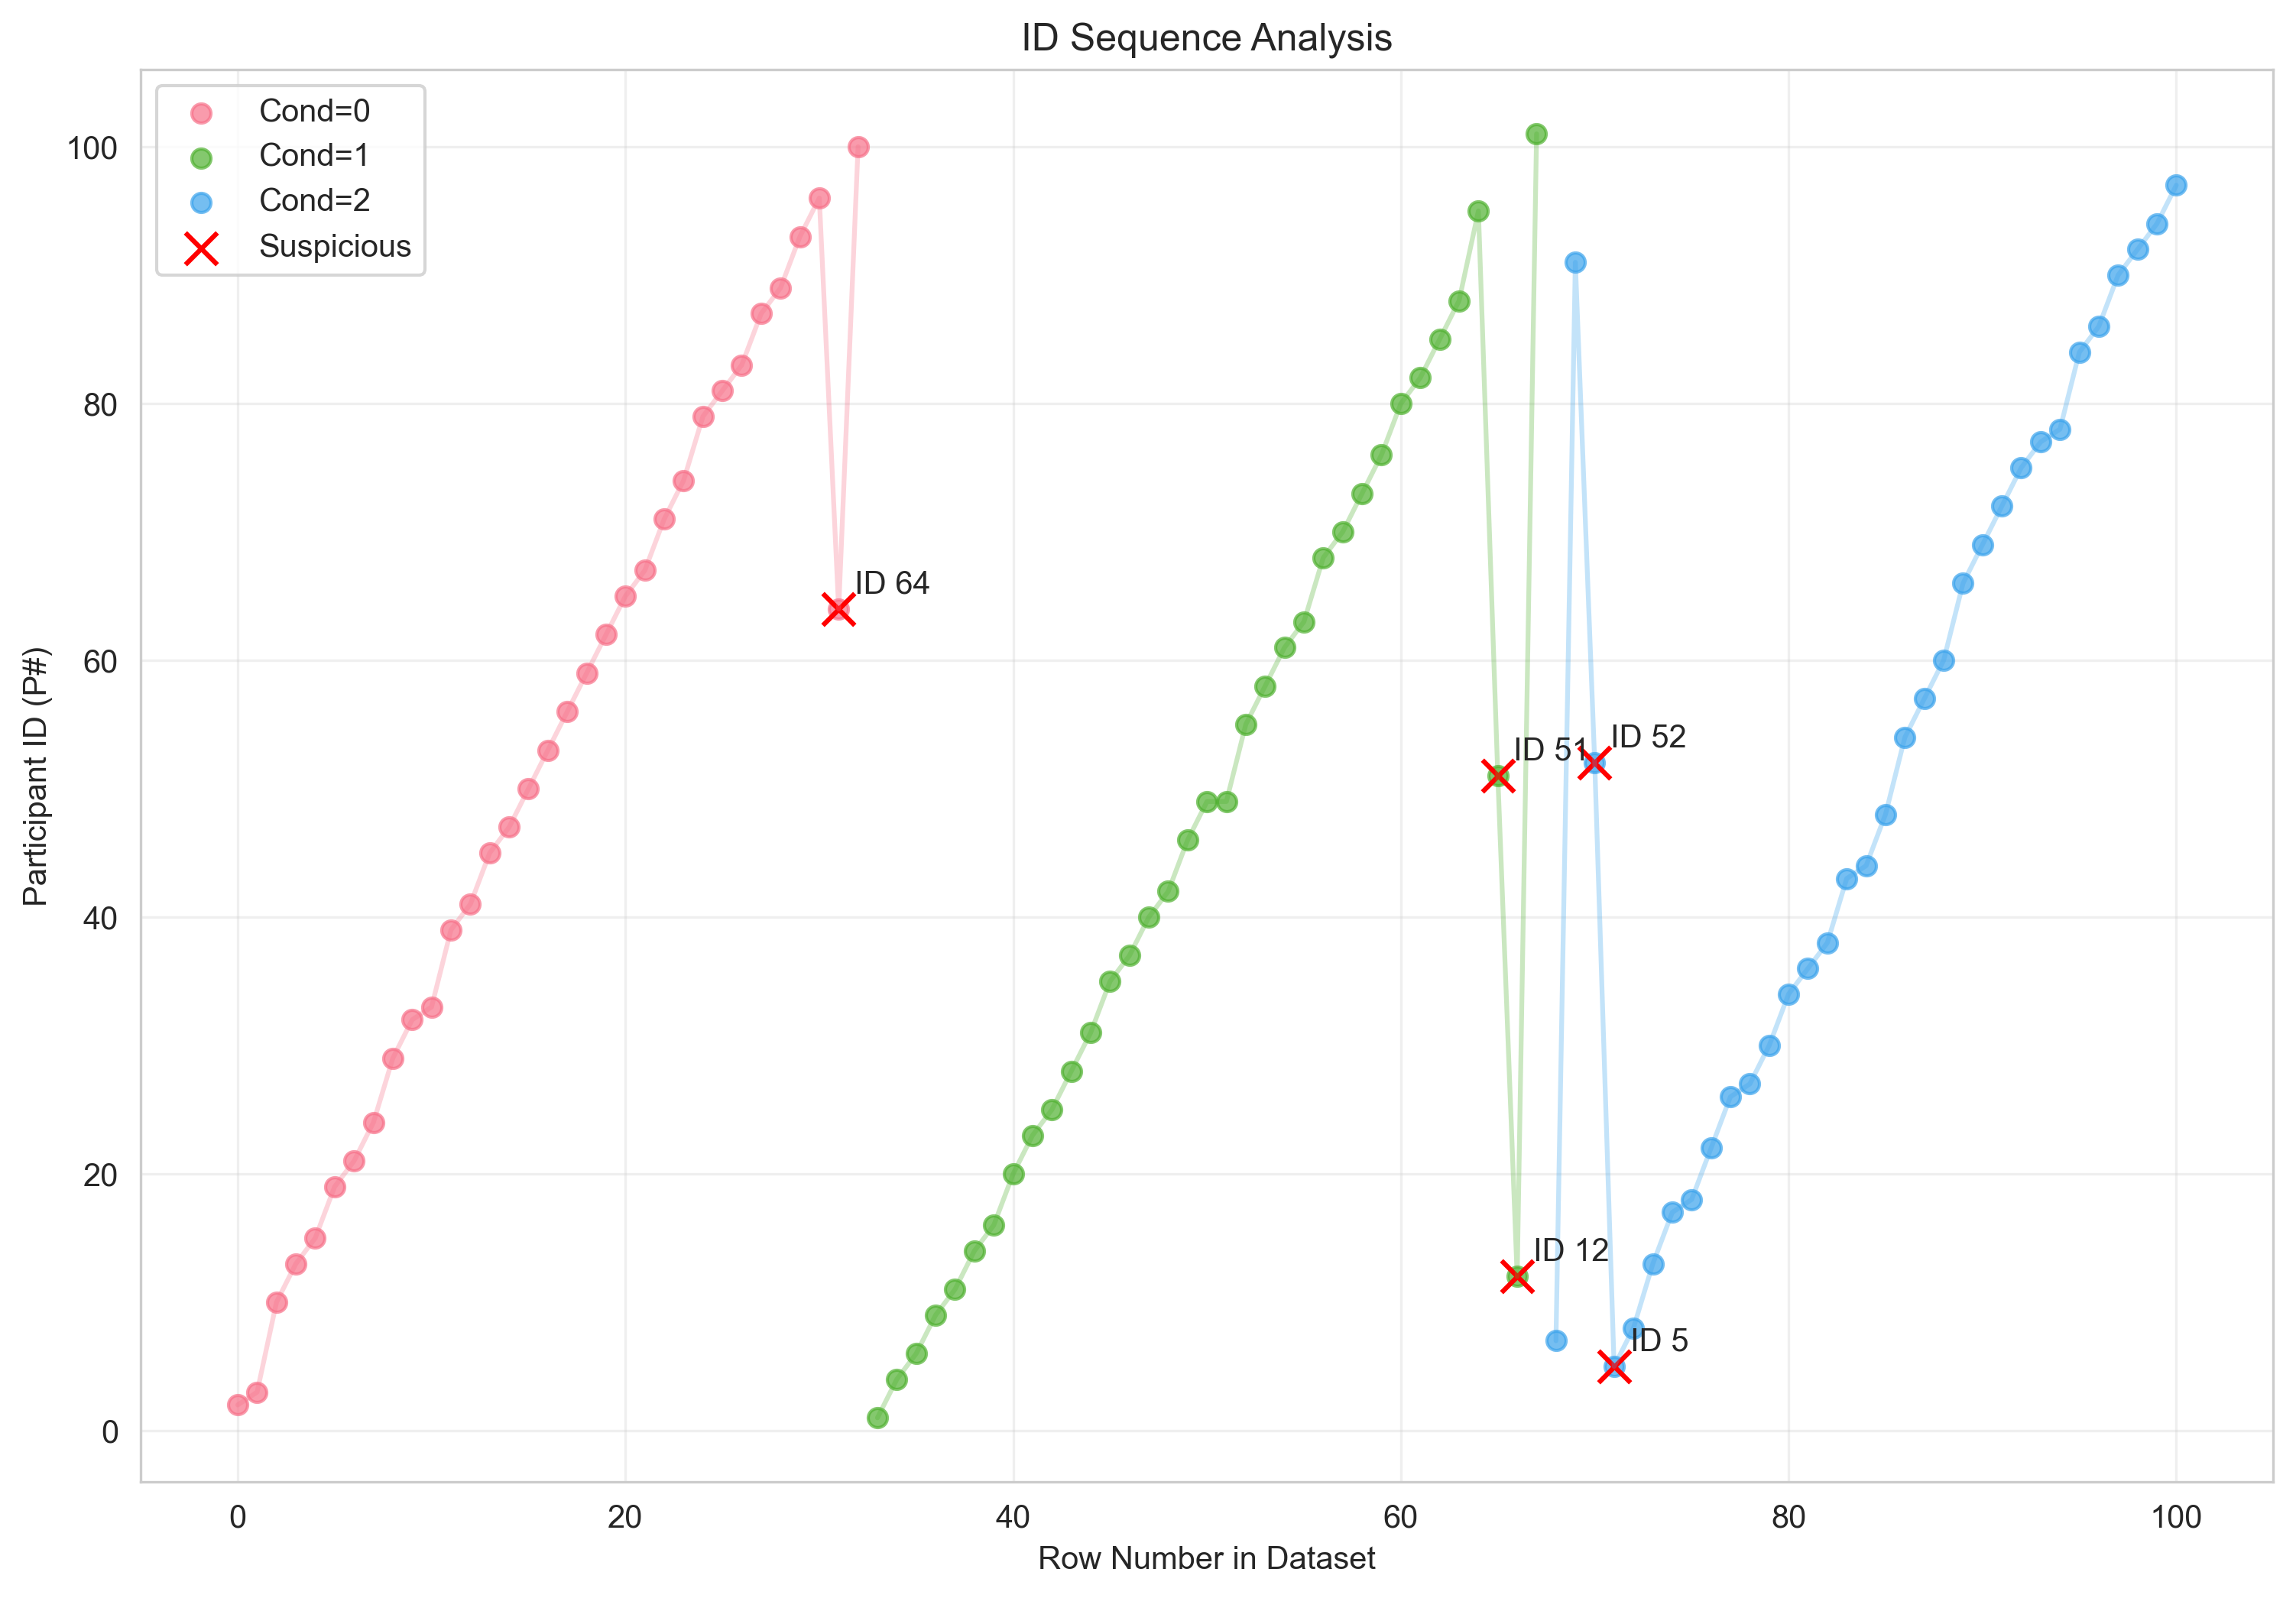 ID Sequence Analysis
Cond=0
Cond=1
Cond=2
Suspicious
100
80
60
40
20
0
Participant ID (P#)
ID 64
ID 51
ID 52
ID 12
ID 5
0
20
40
60
80
100
Row Number in Dataset